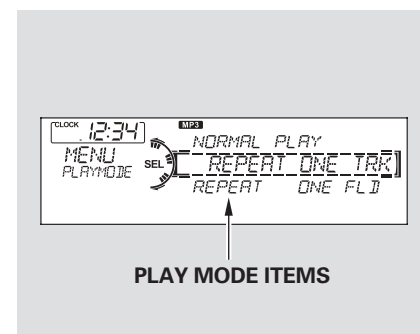 CLOCK 12:34
MP3
NORMAL PLAY
MENU
SEL
REPEAT ONE TRK
PLAYMODE
REPEAT ONE FLD
PLAY MODE ITEMS